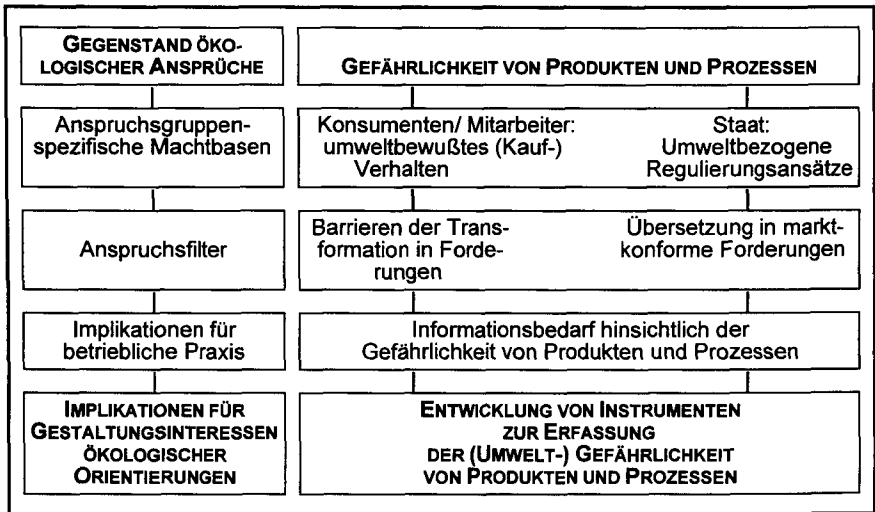 GEGENSTAND ÖKO-
LOGISCHER ANSPRÜCHE
GEFÄHRLICHKEIT VON PRODUKTEN UND PROZESSEN
Anspruchsgruppen-
spezifische Machtbasen
Konsumenten/ Mitarbeiter:
umweltbewußtes (Kauf-)
Verhalten
Staat:
Umweltbezogene
Regulierungsansätze
Anspruchsfilter
Barrieren der Trans-
formation in Forde-
rungen
Übersetzung in markt-
konforme Forderungen
Implikationen für
betriebliche Praxis
Informationsbedarf hinsichtlich der
Gefährlichkeit von Produkten und Prozessen
IMPLIKATIONEN FÜR
GESTALTUNGSINTERESSEN
ÖKOLOGISCHER
ORIENTIERUNGEN
ENTWICKLUNG VON INSTRUMENTEN
ZUR ERFASSUNG
DER (UMWELT-) GEFÄHRLICHKEIT
VON PRODUKTEN UND PROZESSEN